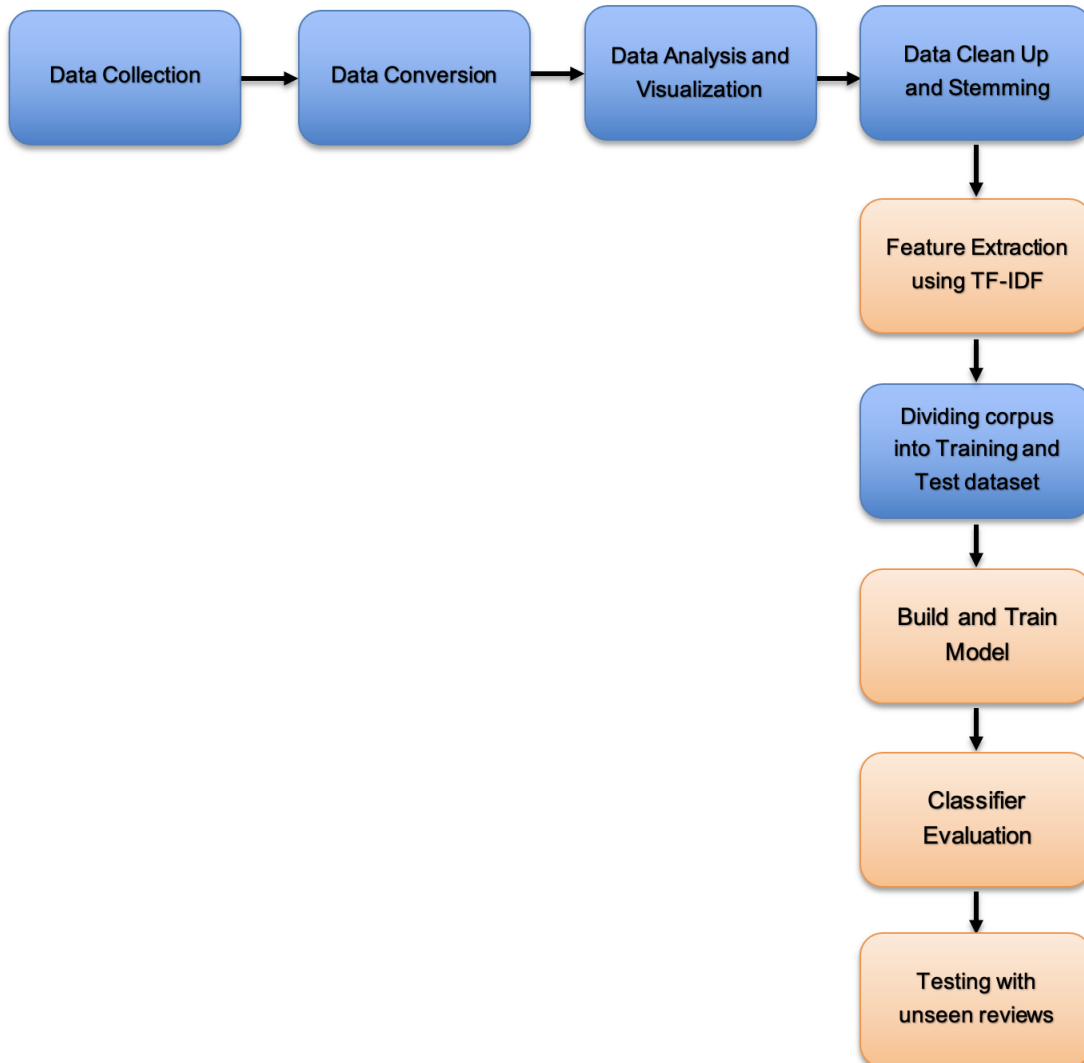 Data Collection
Data Conversion
Data Analysis and
Visualization
Data Clean Up
and Stemming
Feature Extraction
using TF-IDF
Dividing corpus
into Training and
Test dataset
Build and Train
Model
Classifier
Evaluation
Testing with
unseen reviews